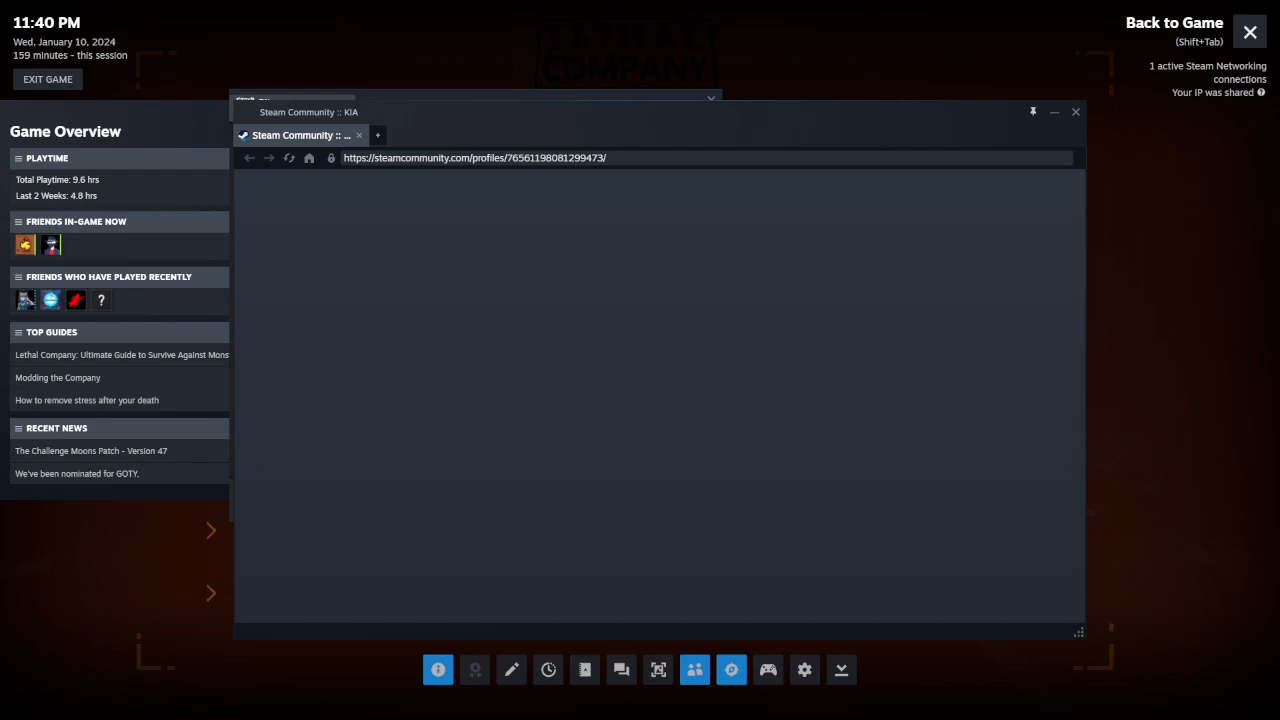 11:40 PM
Wed, January 10, 2024
159 minutes - this session
EXIT GAME
LETHAL
COMPANY
Back to Game
(Shift+Tab)
1 active Steam Networking
connections
Your IP was shared
Game Overview
PLAYTIME
Total Playtime: 9.6 hrs
Last 2 Weeks: 4.8 hrs
FRIENDS IN-GAME NOW
FRIENDS WHO HAVE PLAYED RECENTLY
?
TOP GUIDES
Lethal Company: Ultimate Guide to Survive Against Mons
Modding the Company
How to remove stress after your death
RECENT NEWS
The Challenge Moons Patch - Version 47
We've been nominated for GOTY.
Steam Community :: KIA
Steam Community :: ...
https://steamcommunity.com/profiles/76561198081299473/